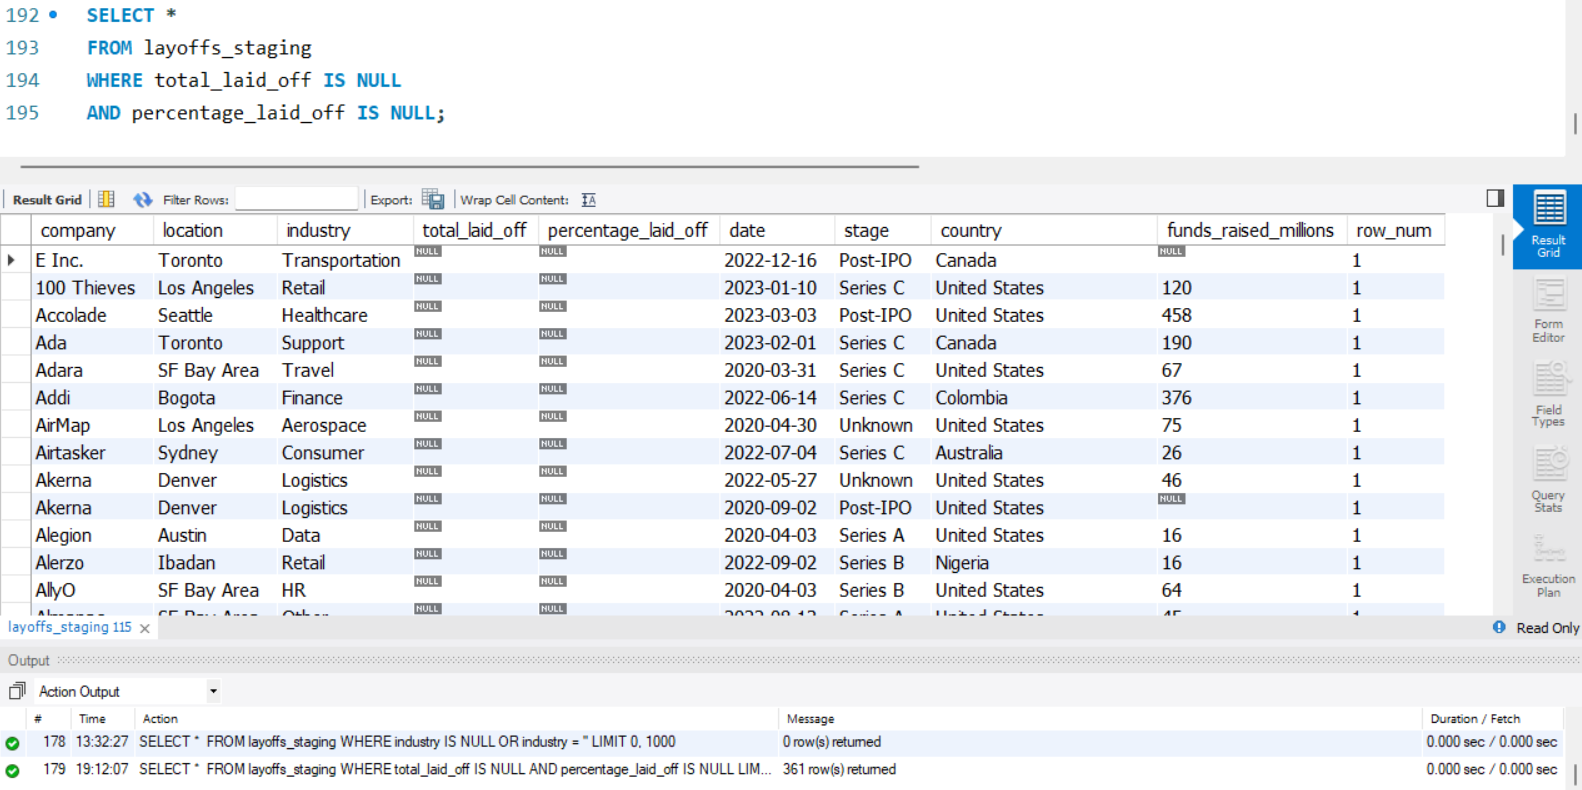 192 SELECT *
193 FROM layoffs_staging
194 WHERE total_laid_off IS NULL
195 AND percentage_laid_off IS NULL;
Result Grid Filter Rows: Export: Wrap Cell Content: IA
company location industry total_laid_off percentage_laid_off date stage country funds_raised_millions row_num
E Inc. Toronto Transportation NULL NULL 2022-12-16 Post-IPO Canada NULL 1
100 Thieves Los Angeles Retail NULL NULL 2023-01-10 Series C United States 120 1
Accolade Seattle Healthcare NULL NULL 2023-03-03 Post-IPO United States 458 1
Ada Toronto Support NULL NULL 2023-02-01 Series C Canada 190 1
Adara SF Bay Area Travel NULL NULL 2020-03-31 Series C United States 67 1
Addi Bogota Finance NULL NULL 2022-06-14 Series C Colombia 376 1
AirMap Los Angeles Aerospace NULL NULL 2020-04-30 Unknown United States 75 1
Airtasker Sydney Consumer NULL NULL 2022-07-04 Series C Australia 26 1
Akerna Denver Logistics NULL NULL 2022-05-27 Unknown United States 46 1
Akerna Denver Logistics NULL NULL 2020-09-02 Post-IPO United States NULL 1
Alegion Austin Data NULL NULL 2020-04-03 Series A United States 16 1
Alerzo Ibadan Retail NULL NULL 2022-09-02 Series B Nigeria 16 1
AllyO SF Bay Area HR NULL NULL 2020-04-03 Series B United States 64 1
SF Bay Area Other NULL NULL Series A United States 45 1
Result
Grid
Form
Editor
Field
Types
Query
Stats
Execution
Plan
layoffs_staging 115 Read Only
Output
Action Output
# Time Action Message Duration / Fetch
178 13:32:27 SELECT * FROM layoffs_staging WHERE industry IS NULL OR industry = '' LIMIT 0, 1000 0 row(s) returned 0.000 sec / 0.000 sec
179 19:12:07 SELECT * FROM layoffs_staging WHERE total_laid_off IS NULL AND percentage_laid_off IS NULL LIM... 361 row(s) returned 0.000 sec / 0.000 sec